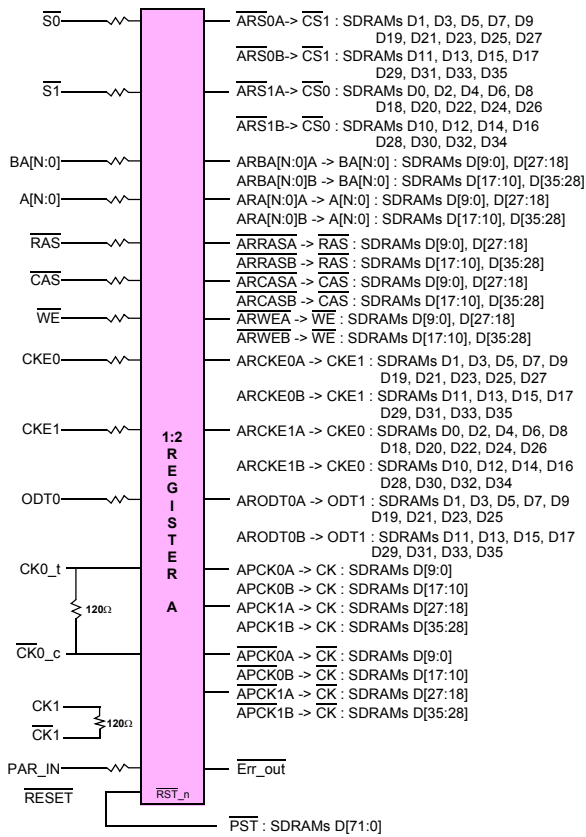 S0
ARS0A-> CS1 : SDRAMs D1, D3, D5, D7, D9
D19, D21, D23, D25, D27
ARS0B-> CS1 : SDRAMs D11, D13, D15, D17
D29, D31, D33, D35
S1
ARS1A-> CS0 : SDRAMs D0, D2, D4, D6, D8
D18, D20, D22, D24, D26
ARS1B-> CS0 : SDRAMs D10, D12, D14, D16
D28, D30, D32, D34
BA[N:0]
ARBA[N:0]A -> BA[N:0] : SDRAMs D[9:0], D[27:18]
ARBA[N:0]B -> BA[N:0] : SDRAMs D[17:10], D[35:28]
A[N:0]
ARA[N:0]A -> A[N:0] : SDRAMs D[9:0], D[27:18]
ARA[N:0]B -> A[N:0] : SDRAMs D[17:10], D[35:28]
RAS
ARRASA -> RAS : SDRAMs D[9:0], D[27:18]
ARRASB -> RAS : SDRAMs D[17:10], D[35:28]
CAS
ARCASA -> CAS : SDRAMs D[9:0], D[27:18]
ARCASB -> CAS : SDRAMs D[17:10], D[35:28]
WE
ARWEA -> WE : SDRAMs D[9:0], D[27:18]
ARWEB -> WE : SDRAMs D[17:10], D[35:28]
CKE0
ARCKE0A -> CKE1 : SDRAMs D1, D3, D5, D7, D9
D19, D21, D23, D25, D27
ARCKE0B -> CKE1 : SDRAMs D11, D13, D15, D17
D29, D31, D33, D35
CKE1
ARCKE1A -> CKE0 : SDRAMs D0, D2, D4, D6, D8
D18, D20, D22, D24, D26
ARCKE1B -> CKE0 : SDRAMs D10, D12, D14, D16
D28, D30, D32, D34
1:2
R
E
G
I
S
T
E
R
A
ODT0
ARODT0A -> ODT1 : SDRAMs D1, D3, D5, D7, D9
D19, D21, D23, D25
ARODT0B -> ODT1 : SDRAMs D11, D13, D15, D17
D29, D31, D33, D35
CK0_t
APCK0A -> CK : SDRAMs D[9:0]
APCK0B -> CK : SDRAMs D[17:10]
120Ω
APCK1A -> CK : SDRAMs D[27:18]
APCK1B -> CK : SDRAMs D[35:28]
CK0_c
APCK0A -> CK : SDRAMs D[9:0]
APCK0B -> CK : SDRAMs D[17:10]
APCK1A -> CK : SDRAMs D[27:18]
APCK1B -> CK : SDRAMs D[35:28]
CK1
120Ω
CK1
PAR_IN
Err_out
RESET
RST_n
PST : SDRAMs D[71:0]